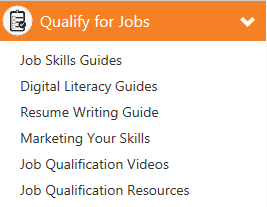 Qualify for Jobs
Job Skills Guides
Digital Literacy Guides
Resume Writing Guide
Marketing Your Skills
Job Qualification Videos
Job Qualification Resources